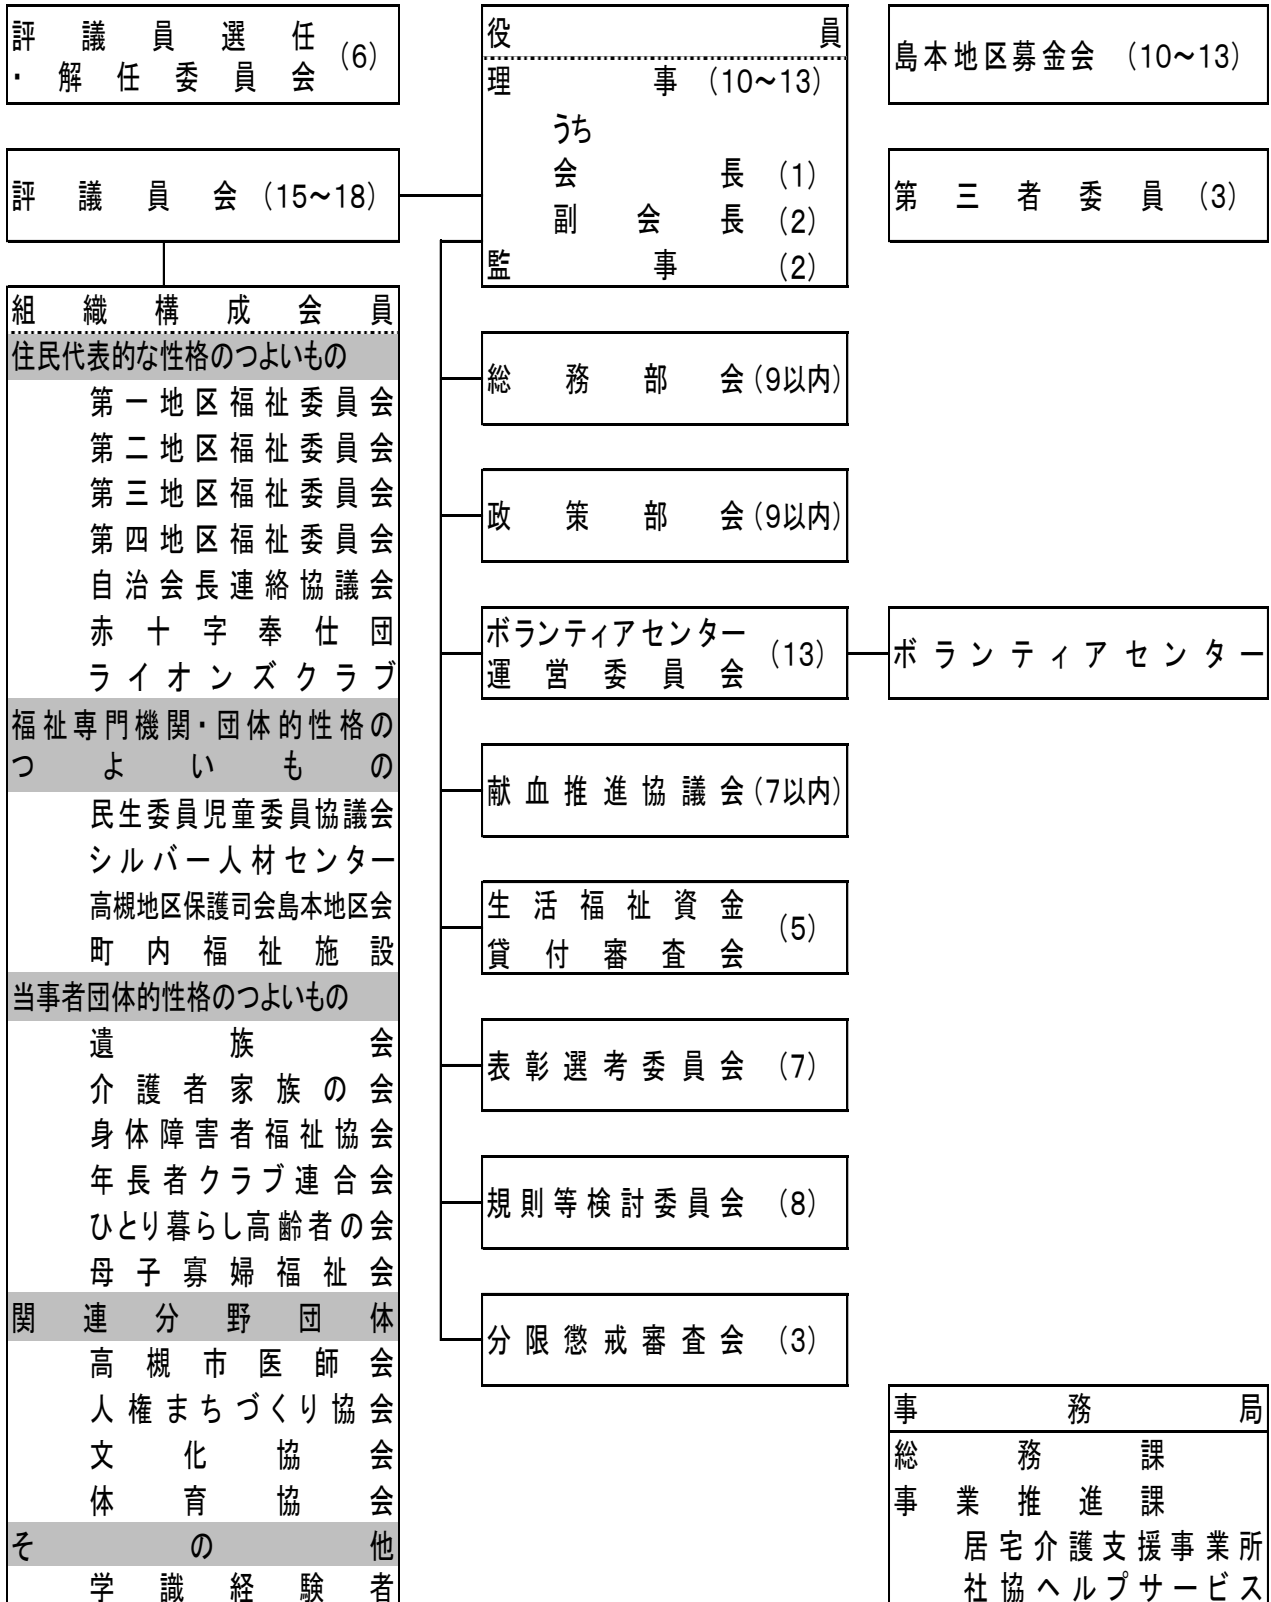 評議員選任
・解任委員会
(6)
評議員会(15~18)
組織構成会員
住民代表的な性格のつよいもの
第一地区福祉委員会
第二地区福祉委員会
第三地区福祉委員会
第四地区福祉委員会
自治会長連絡協議会
赤十字奉仕団
ライオンズクラブ
福祉専門機関・団体的性格の
つよいもの
民生委員児童委員協議会
シルバー人材センター
高槻地区保護司会島本地区会
町内福祉施設
当事者団体的性格のつよいもの
遺族会
介護者家族の会
身体障害者福祉協会
年長者クラブ連合会
ひとり暮らし高齢者の会
母子寡婦福祉会
関連分野団体
高槻市医師会
人権まちづくり協会
文化協会
体育協会
その他
学識経験者
役員
理事(10~13)
うち
会長(1)
副会長(2)
監事(2)
総務部会(9以内)
政策部会(9以内)
ボランティアセンター
運営委員会
(13)
献血推進協議会(7以内)
生活福祉資金
貸付審査会
(5)
表彰選考委員会(7)
規則等検討委員会(8)
分限懲戒審査会(3)
島本地区募金会(10~13)
第三者委員(3)
ボランティアセンター
事務局
総務課
事業推進課
居宅介護支援事業所
社協ヘルプサービス